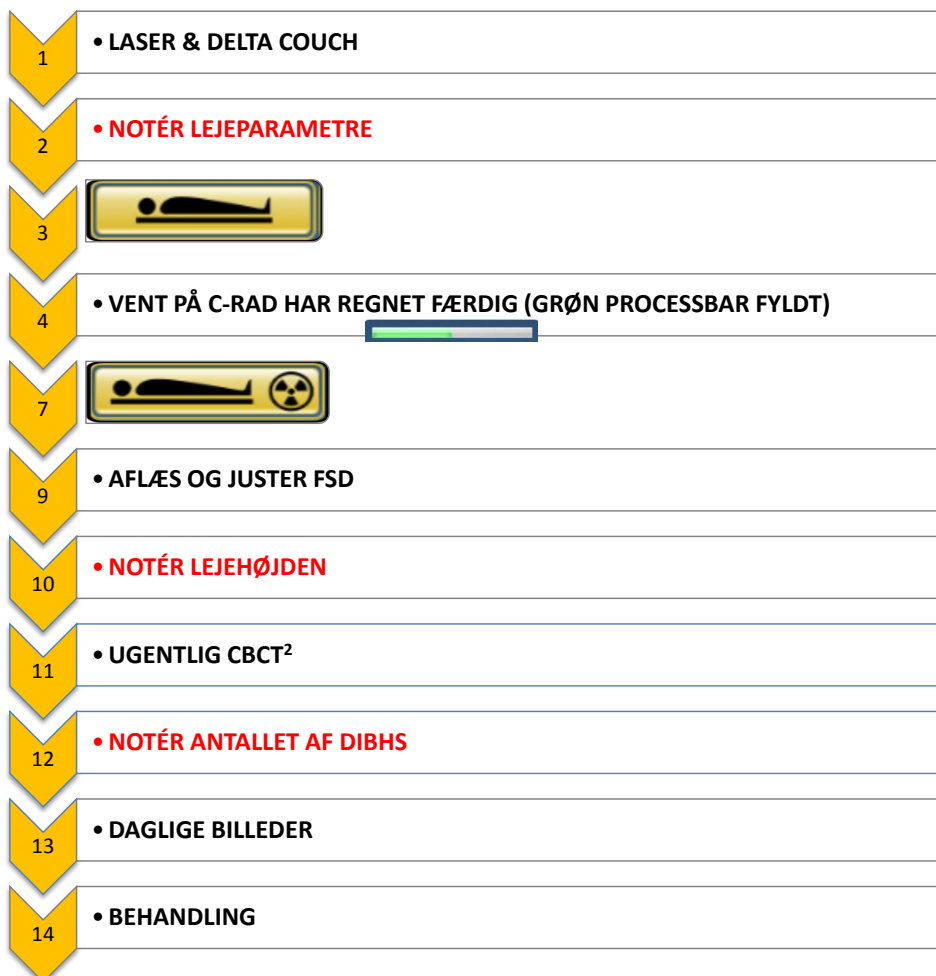 1
• LASER & DELTA COUCH
2
• NOTÉR LEJEPARAMETRE
3
4
• VENT PÅ C-RAD HAR REGNET FÆRDIG (GRØN PROCESSBAR FYLDT)
7
9
• AFLÆS OG JUSTER FSD
10
• NOTÉR LEJEHØJDEN
11
• UGENTLIG CBCT²
12
• NOTÉR ANTALLET AF DIBHS
13
• DAGLIGE BILLEDER
14
• BEHANDLING